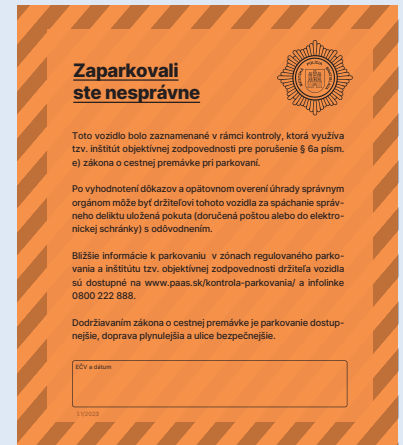 Zaparkovali
ste nesprávne
Toto vozidlo bolo zaznamenané v rámci kontroly, ktorá využíva
tzv. inštitút objektívnej zodpovednosti pre porušenie § 6a písm.
e) zákona o cestnej premávke pri parkovaní.
Po vyhodnotení dôkazov a opätovnom overení úhrady správnym
orgánom môže byť držiteľovi tohoto vozidla za spáchanie správ-
neho deliktu uložená pokuta (doručená poštou alebo do elektro-
nickej schránky) s odôvodnením.
Bližšie informácie k parkovaniu v zónach regulovaného parko-
vania a inštitútu tzv. objektívnej zodpovednosti držiteľa vozidla
sú dostupné na www.paas.sk/kontrola-parkovania/ a infolinke
0800 222 888.
Dodržiavaním zákona o cestnej premávke je parkovanie dostup-
nejšie, doprava plynulejšia a ulice bezpečnejšie.
EČV a dátum
11/2023